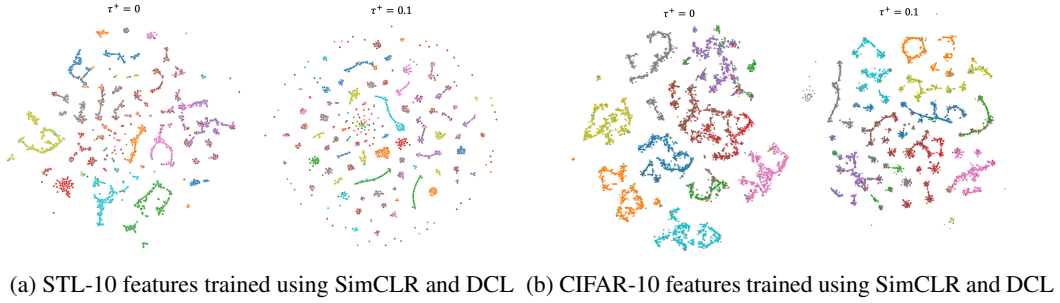 τ⁺ = 0
τ⁺ = 0.1
τ⁺ = 0
τ⁺ = 0.1
(a) STL-10 features trained using SimCLR and DCL
(b) CIFAR-10 features trained using SimCLR and DCL